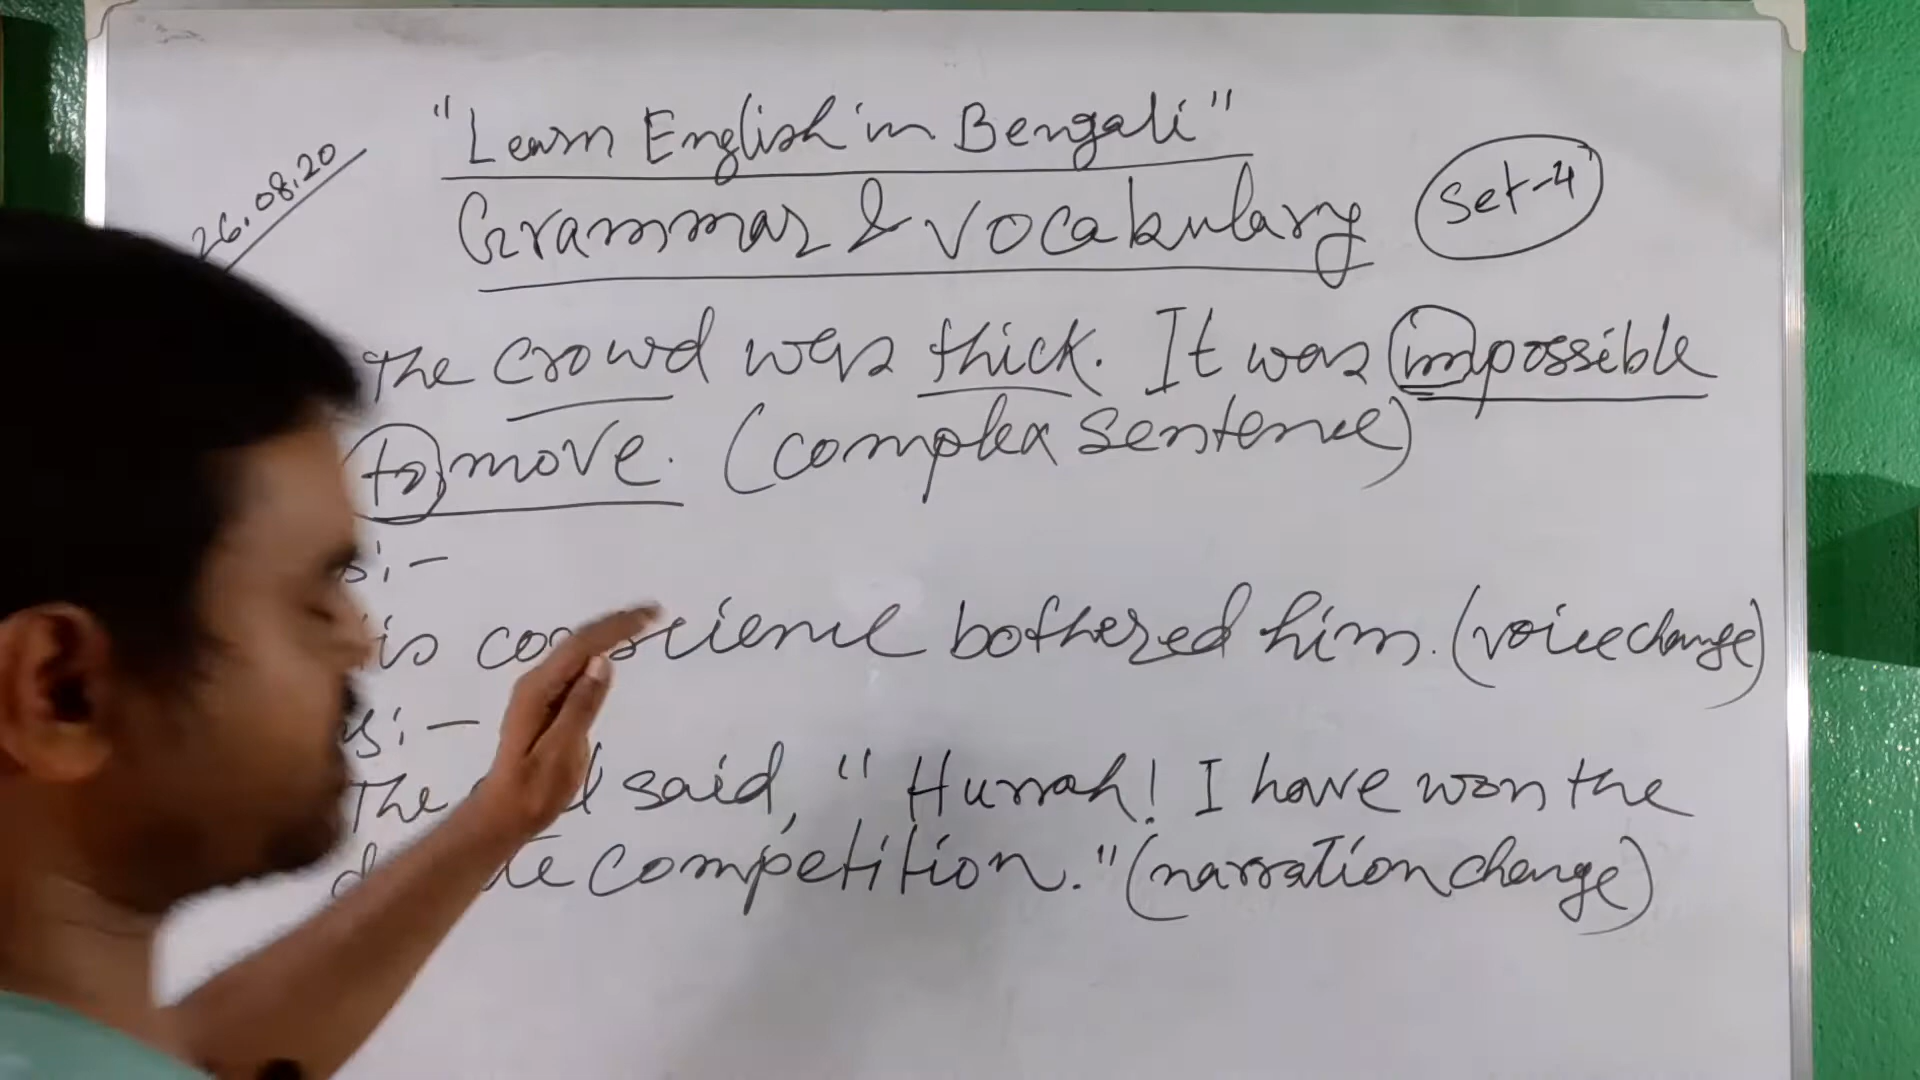 "Learn English in Bengali"
26.08.20
Grammar & Vocabulary
Set-4
The crowd was thick. It was impossible
to move. (complex sentence)
is bothered him. (voice change)
The said, "Hurrah! I have won the
competition." (narration change)